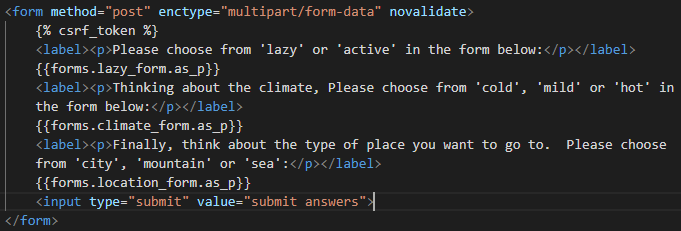 <form method="post" enctype="multipart/form-data" novalidate>
{% csrf_token %}
<label><p>Please choose from 'lazy' or 'active' in the form below:</p></label>
{{forms.lazy_form.as_p}}
<label><p>Thinking about the climate, Please choose from 'cold', 'mild' or 'hot' in
the form below:</p></label>
{{forms.climate_form.as_p}}
<label><p>Finally, think about the type of place you want to go to.  Please choose
from 'city', 'mountain' or 'sea':</p></label>
{{forms.location_form.as_p}}
<input type="submit" value="submit answers">
</form>